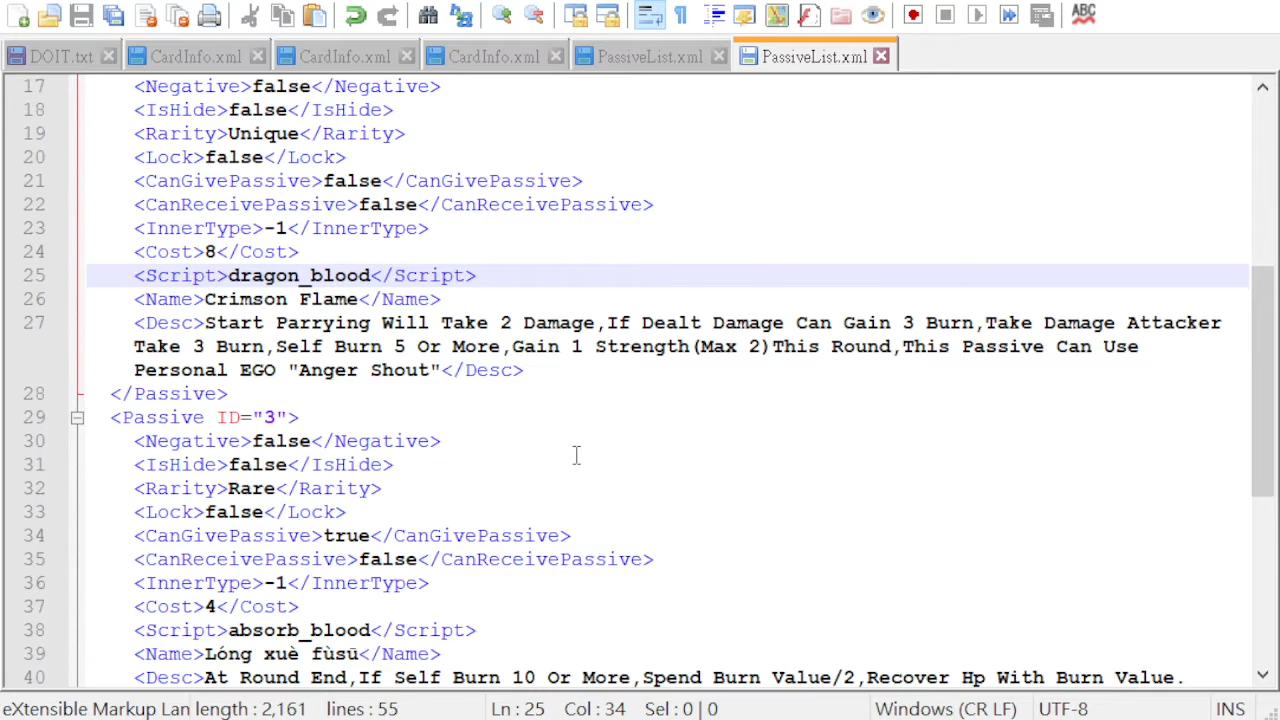 ABC
DOIT.txt CardInfo.xml CardInfo.xml CardInfo.xml PassiveList.xml PassiveList.xml
17 <Negative>false</Negative>
18 <IsHide>false</IsHide>
19 <Rarity>Unique</Rarity>
20 <Lock>false</Lock>
21 <CanGivePassive>false</CanGivePassive>
22 <CanReceivePassive>false</CanReceivePassive>
23 <InnerType>-1</InnerType>
24 <Cost>8</Cost>
25 <Script>dragon_blood</Script>
26 <Name>Crimson Flame</Name>
27 <Desc>Start Parrying Will Take 2 Damage,If Dealt Damage Can Gain 3 Burn,Take Damage Attacker
Take 3 Burn,Self Burn 5 Or More,Gain 1 Strength(Max 2)This Round,This Passive Can Use
Personal EGO "Anger Shout"</Desc>
28 </Passive>
29 <Passive ID="3">
30 <Negative>false</Negative>
31 <IsHide>false</IsHide>
32 <Rarity>Rare</Rarity>
33 <Lock>false</Lock>
34 <CanGivePassive>true</CanGivePassive>
35 <CanReceivePassive>false</CanReceivePassive>
36 <InnerType>-1</InnerType>
37 <Cost>4</Cost>
38 <Script>absorb_blood</Script>
39 <Name>Lóng xuè fùsū</Name>
40 <Desc>At Round End,If Self Burn 10 Or More,Spend Burn Value/2,Recover Hp With Burn Value.
eXtensible Markup Lan length : 2,161 lines : 55 Ln : 25 Col : 34 Sel : 0 | 0 Windows (CR LF) UTF-8 INS